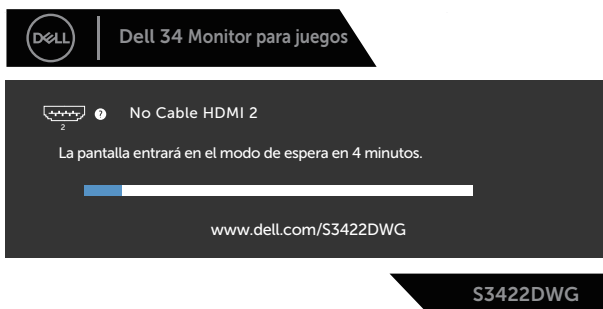 DELL
Dell 34 Monitor para juegos
?
No Cable HDMI 2
2
La pantalla entrará en el modo de espera en 4 minutos.
www.dell.com/S3422DWG
S3422DWG